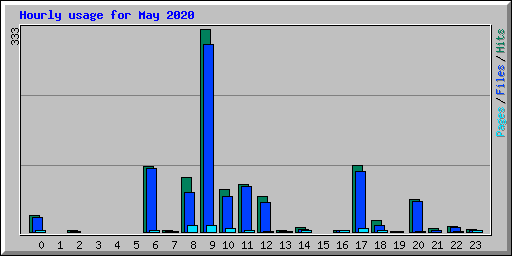 Hourly usage for May 2020
333
Pages/Files/Hits
0 1 2 3 4 5 6 7 8 9 10 11 12 13 14 15 16 17 18 19 20 21 22 23